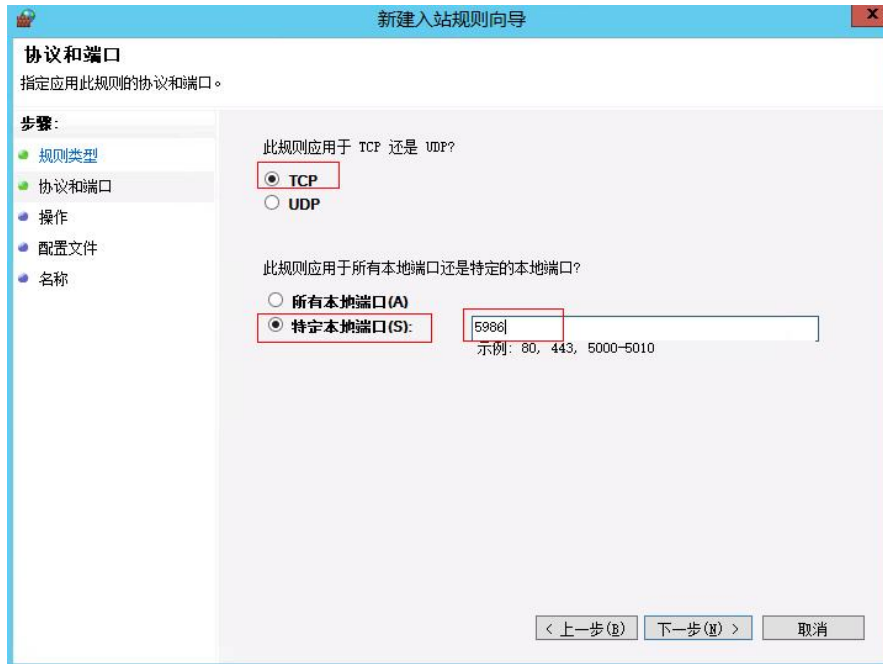 新建入站规则向导
x
协议和端口
指定应用此规则的协议和端口。
步骤:
规则类型
协议和端口
操作
配置文件
名称
此规则应用于 TCP 还是 UDP?
TCP
UDP
此规则应用于所有本地端口还是特定的本地端口?
所有本地端口(A)
特定本地端口(S):
5986
示例: 80, 443, 5000-5010
< 上一步(B)
下一步(N) >
取消